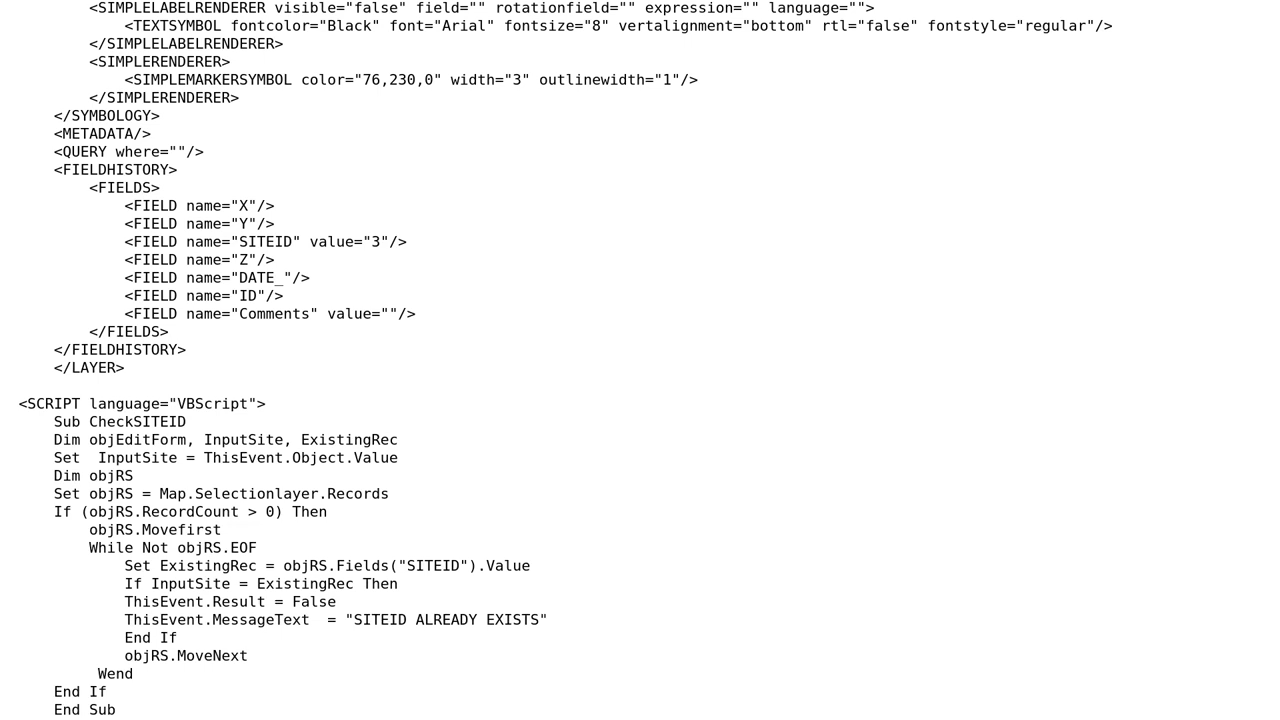 <SIMPLELABELRENDERER visible="false" field="" rotationfield="" expression="" language="">
<TEXTSYMBOL fontcolor="Black" font="Arial" fontsize="8" vertalignment="bottom" rtl="false" fontstyle="regular"/>
</SIMPLELABELRENDERER>
<SIMPLERENDERER>
<SIMPLEMARKERSYMBOL color="76,230,0" width="3" outlinewidth="1"/>
</SIMPLERENDERER>
</SYMBOLOGY>
<METADATA/>
<QUERY where=""/>
<FIELDHISTORY>
<FIELDS>
<FIELD name="X"/>
<FIELD name="Y"/>
<FIELD name="SITEID" value="3"/>
<FIELD name="Z"/>
<FIELD name="DATE_"/>
<FIELD name="ID"/>
<FIELD name="Comments" value=""/>
</FIELDS>
</FIELDHISTORY>
</LAYER>
<SCRIPT language="VBScript">
Sub CheckSITEID
Dim objEditForm, InputSite, ExistingRec
Set  InputSite = ThisEvent.Object.Value
Dim objRS
Set objRS = Map.Selectionlayer.Records
If (objRS.RecordCount > 0) Then
objRS.Movefirst
While Not objRS.EOF
Set ExistingRec = objRS.Fields("SITEID").Value
If InputSite = ExistingRec Then
ThisEvent.Result = False
ThisEvent.MessageText  = "SITEID ALREADY EXISTS"
End If
objRS.MoveNext
Wend
End If
End Sub